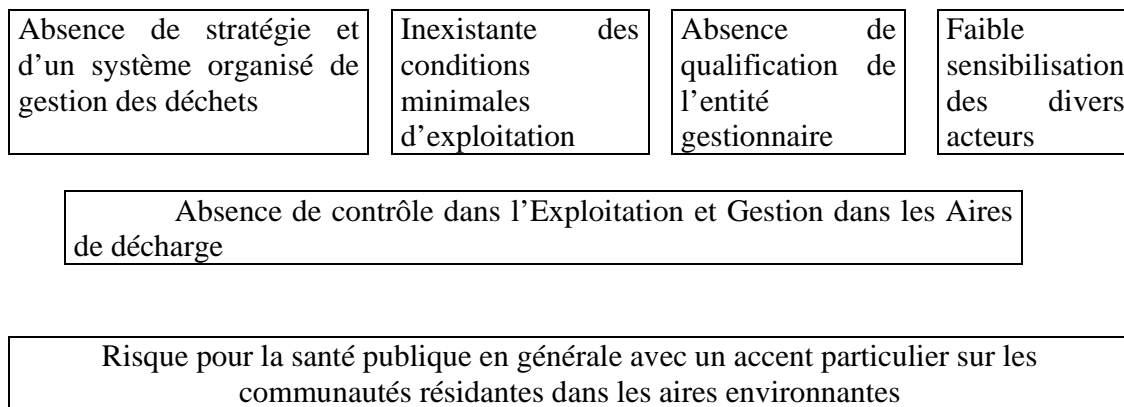 Absence de stratégie et
d’un système organisé de
gestion des déchets
Inexistante des
conditions
minimales
d’exploitation
Absence de
qualification de
l’entité
gestionnaire
Faible
sensibilisation
des divers
acteurs
Absence de contrôle dans l’Exploitation et Gestion dans les Aires
de décharge
Risque pour la santé publique en générale avec un accent particulier sur les
communautés résidantes dans les aires environnantes